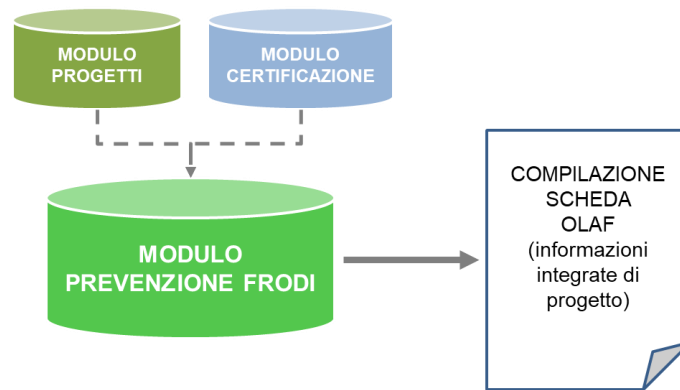 MODULO
PROGETTI
MODULO
CERTIFICAZIONE
MODULO
PREVENZIONE FRODI
COMPILAZIONE
SCHEDA
OLAF
(informazioni
integrate di
progetto)